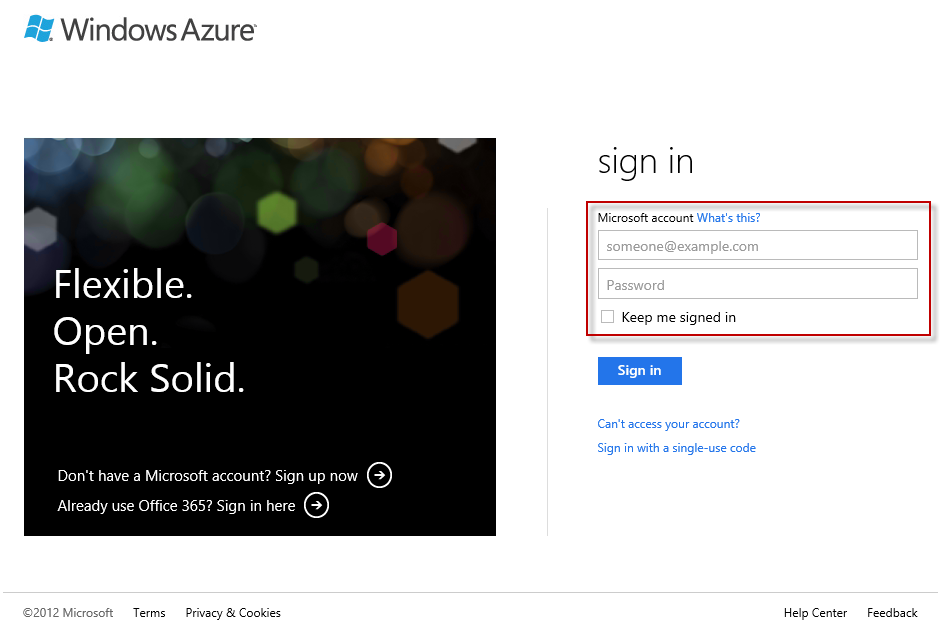 Windows Azure
Flexible.
Open.
Rock Solid.
Don't have a Microsoft account? Sign up now
Already use Office 365? Sign in here
sign in
Microsoft account What's this?
someone@example.com
Password
Keep me signed in
Sign in
Can't access your account?
Sign in with a single-use code
©2012 Microsoft Terms Privacy & Cookies Help Center Feedback